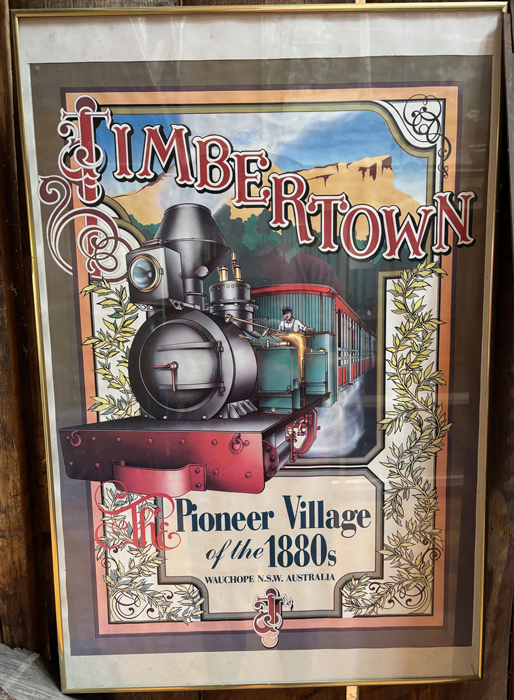 TIMBERTOWN
The Pioneer Village
of the 1880s
WAUCHOPE N.S.W. AUSTRALIA
T